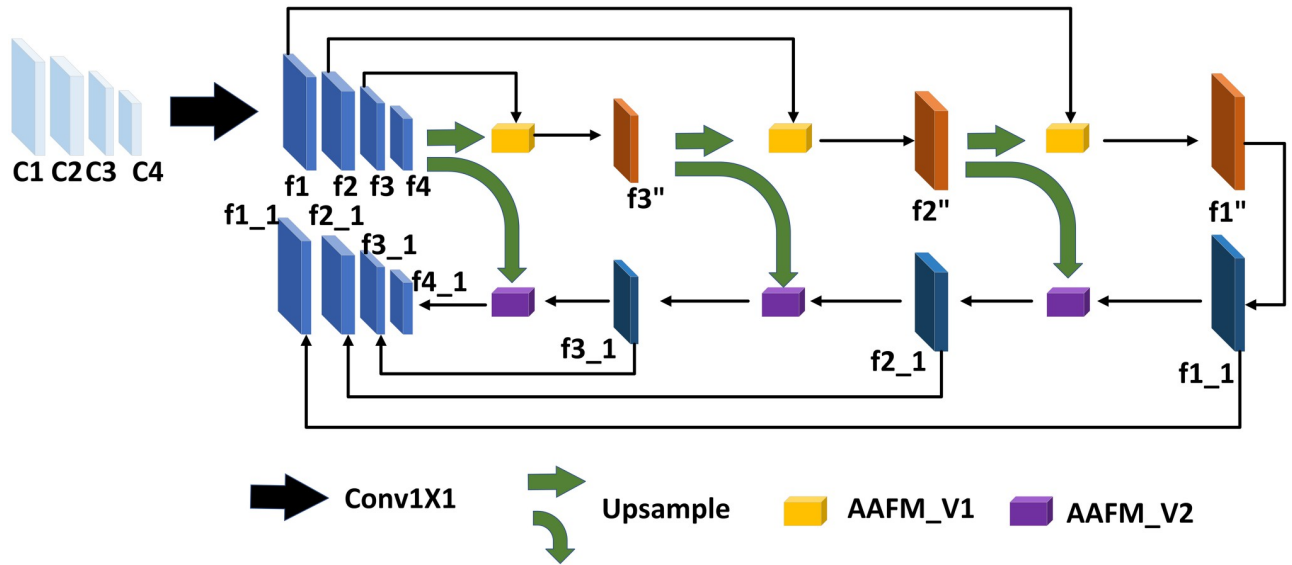 C1 C2 C3 C4
f1 f2 f3 f4
f3"
f2"
f1"
f1_1
f2_1
f3_1
f4_1
f3_1
f2_1
f1_1
Conv1X1
Upsample
AAFM_V1
AAFM_V2